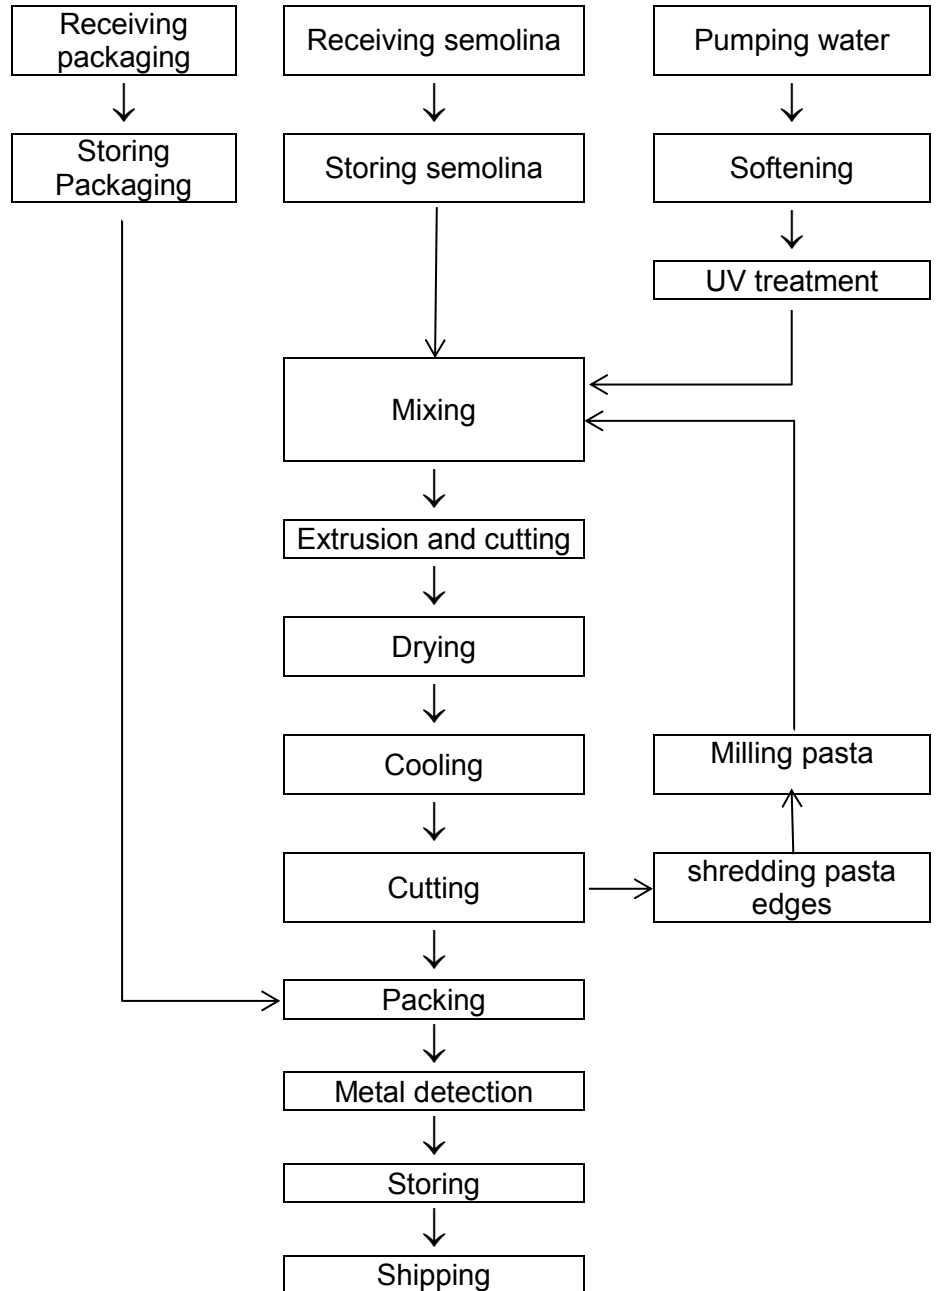 Receiving
packaging
Receiving semolina
Pumping water
Storing
Packaging
Storing semolina
Softening
UV treatment
Mixing
Extrusion and cutting
Drying
Cooling
Milling pasta
Cutting
shredding pasta
edges
Packing
Metal detection
Storing
Shipping